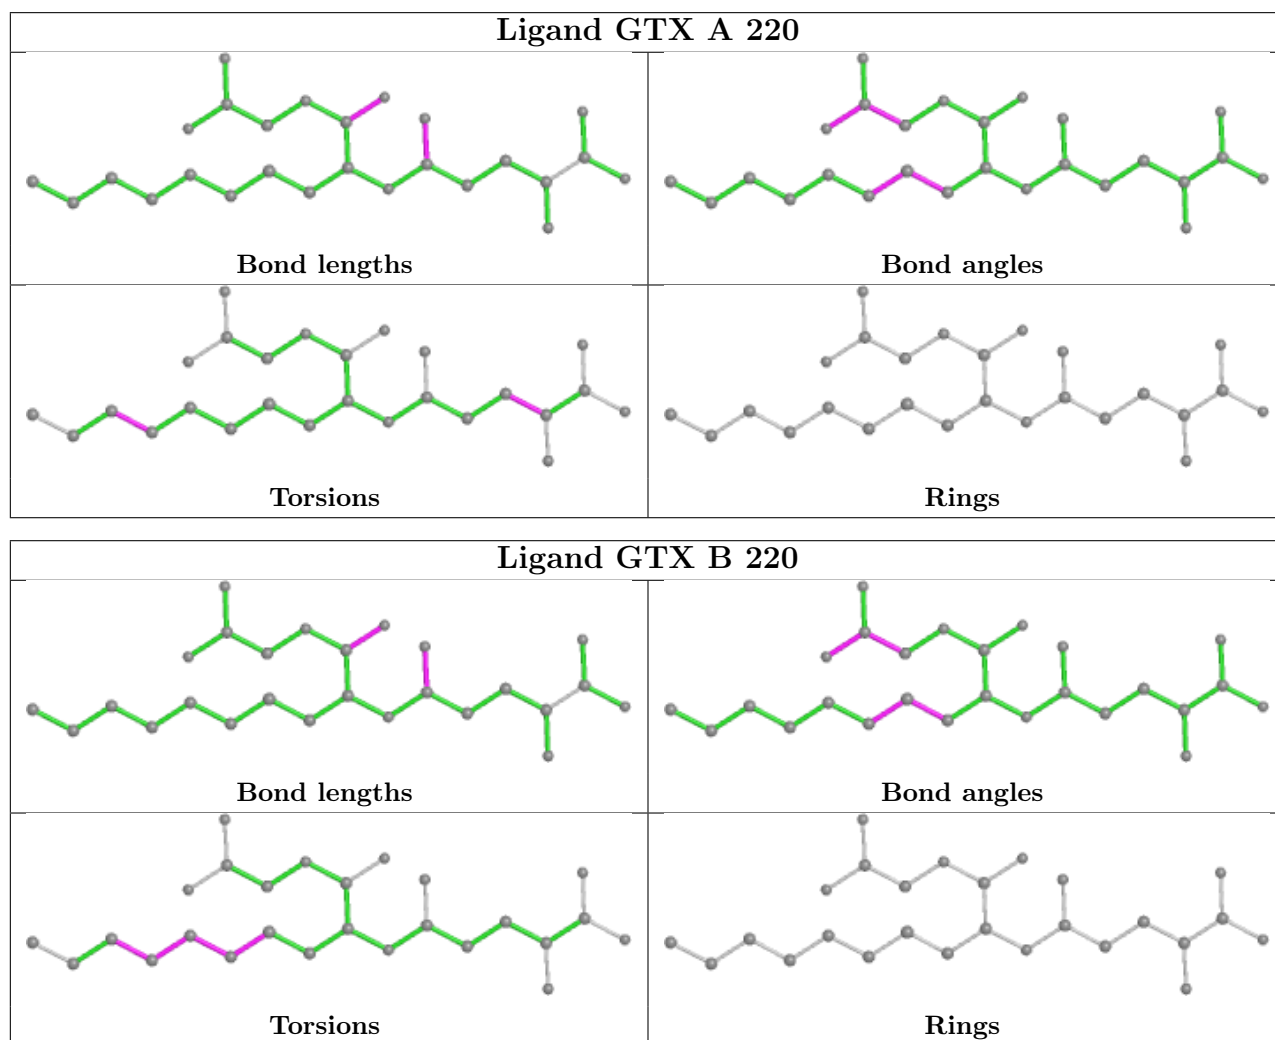 Ligand GTX A 220
Bond lengths
Bond angles
Torsions
Rings
Ligand GTX B 220
Bond lengths
Bond angles
Torsions
Rings